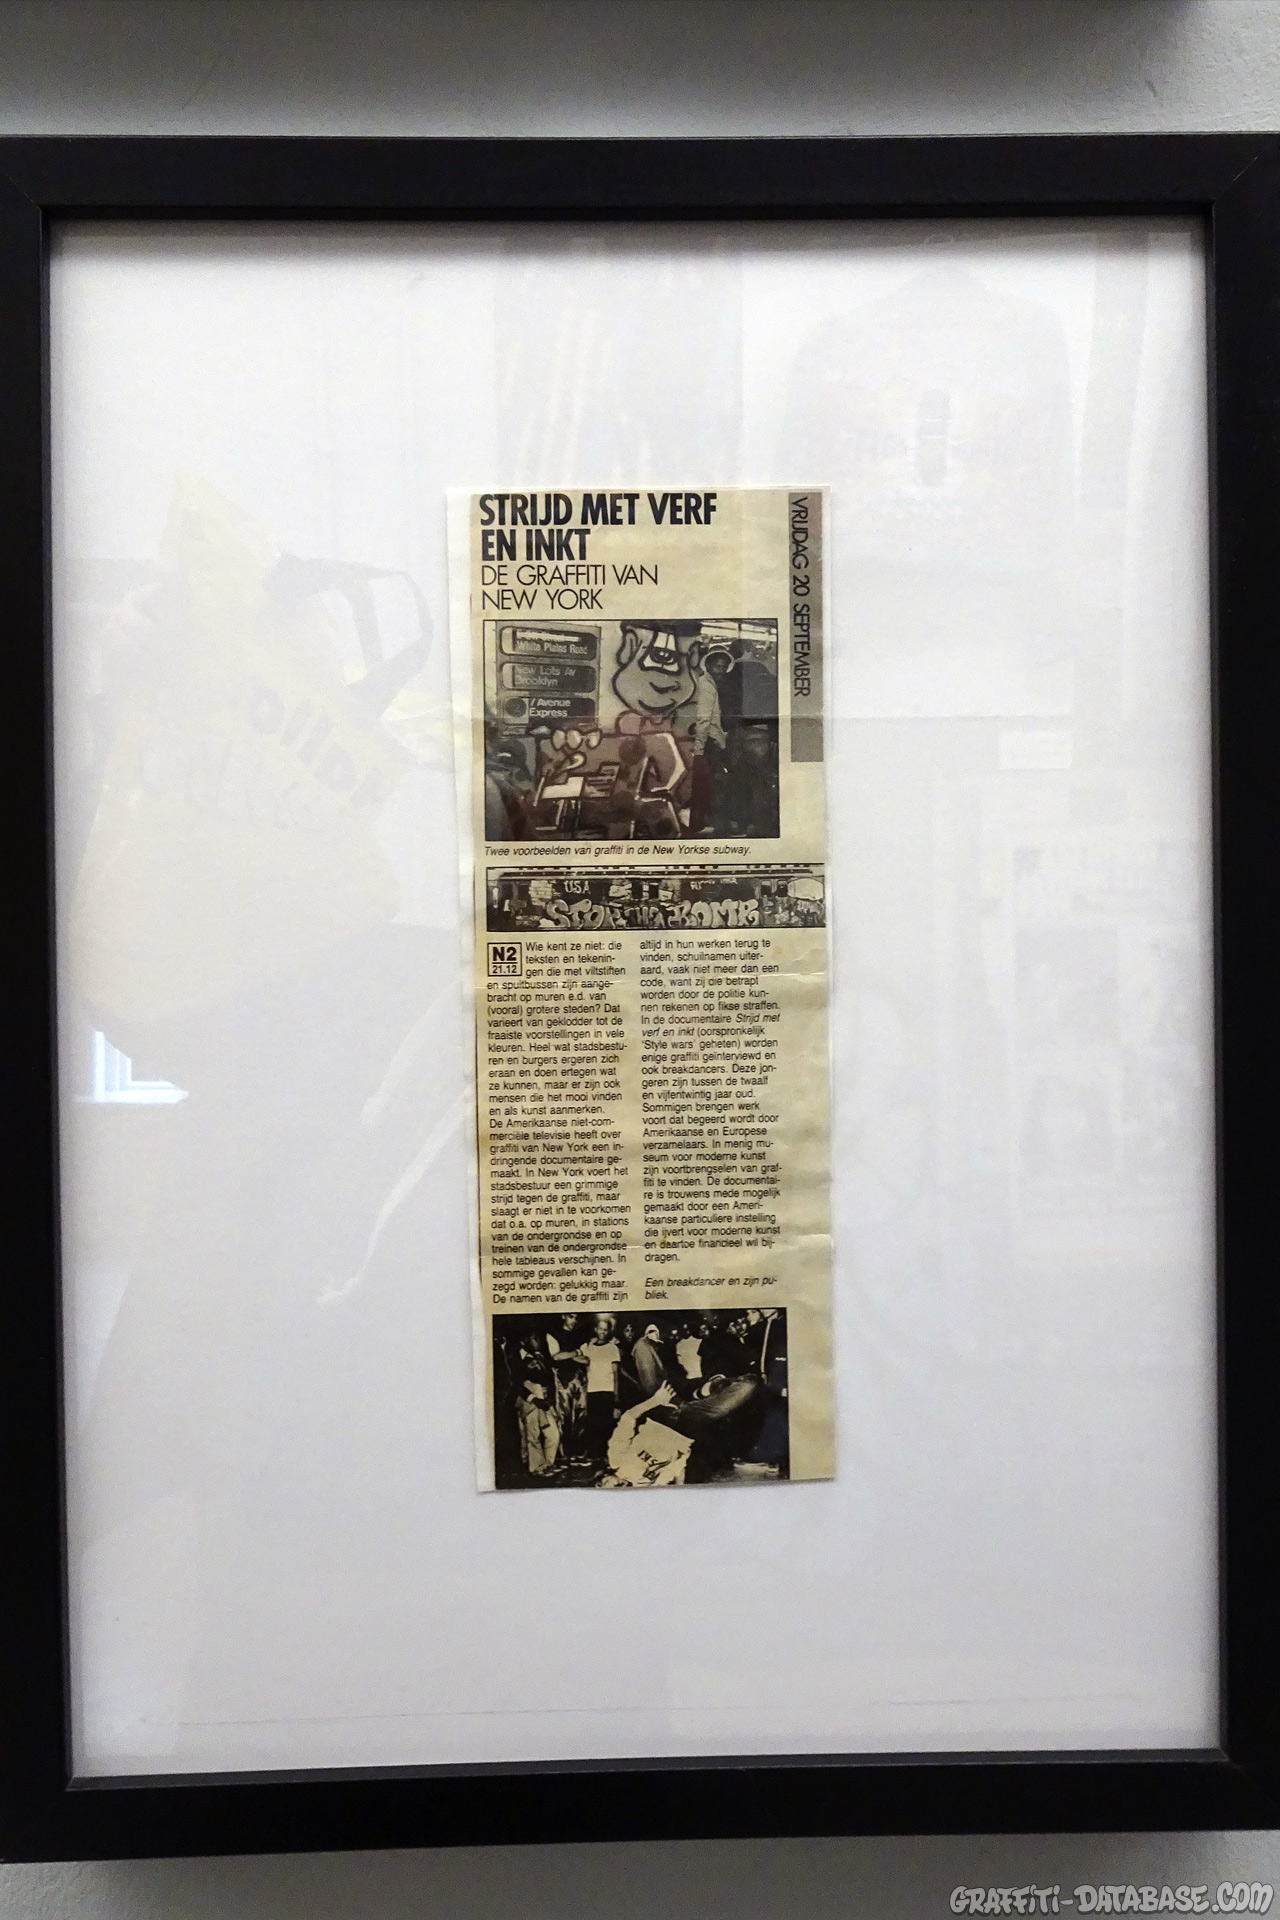 STRIJD MET VERF
EN INKT
DE GRAFFITI VAN
NEW YORK
VRIJDAG 20 SEPTEMBER
White Plains Road
New Lots Av
Brooklyn
7 Avenue
Express
Twee voorbeelden van graffiti in de New Yorkse subway.
USA
STOP THE BOMB
N2
21.12
Wie kent ze niet: die
teksten en tekenin-
gen die met viltstiften
en spuitbussen zijn aange-
bracht op muren e.d. van
(vooral) grotere steden? Dat
varieert van geklodder tot de
fraaiste voorstellingen in vele
kleuren. Heel wat stadsbestu-
ren en burgers ergeren zich
eraan en doen ertegen wat
ze kunnen, maar er zijn ook
mensen die het mooi vinden
en als kunst aanmerken.
De Amerikaanse niet-com-
merciële televisie heeft over
graffiti van New York een in-
dringende documentaire ge-
maakt. In New York voert het
stadsbestuur een grimmige
strijd tegen de graffiti, maar
slaagt er niet in te voorkomen
dat o.a. op muren, in stations
van de ondergrondse en op
treinen van de ondergrondse
hele tableaus verschijnen. In
sommige gevallen kan ge-
zegd worden: gelukkig maar.
De namen van de graffiti zijn
altijd in hun werken terug te
vinden, schuilnamen uiter-
aard, vaak niet meer dan een
code, want zij die betrapt
worden door de politie kun-
nen rekenen op fikse straffen.
In de documentaire Strijd met
verf en inkt (oorspronkelijk
'Style wars' geheten) worden
enige graffiti geïnterviewd en
ook breakdancers. Deze jon-
geren zijn tussen de twaalf
en vijfentwintig jaar oud.
Sommigen brengen werk
voort dat begeerd wordt door
Amerikaanse en Europese
verzamelaars. In menig mu-
seum voor moderne kunst
zijn voortbrengselen van graf-
fiti te vinden. De documentai-
re is trouwens mede mogelijk
gemaakt door een Ameri-
kaanse particuliere instelling
die ijvert voor moderne kunst
en daartoe financieel wil bij-
dragen.
Een breakdancer en zijn pu-
bliek.
GRAFFITI-DATABASE.COM